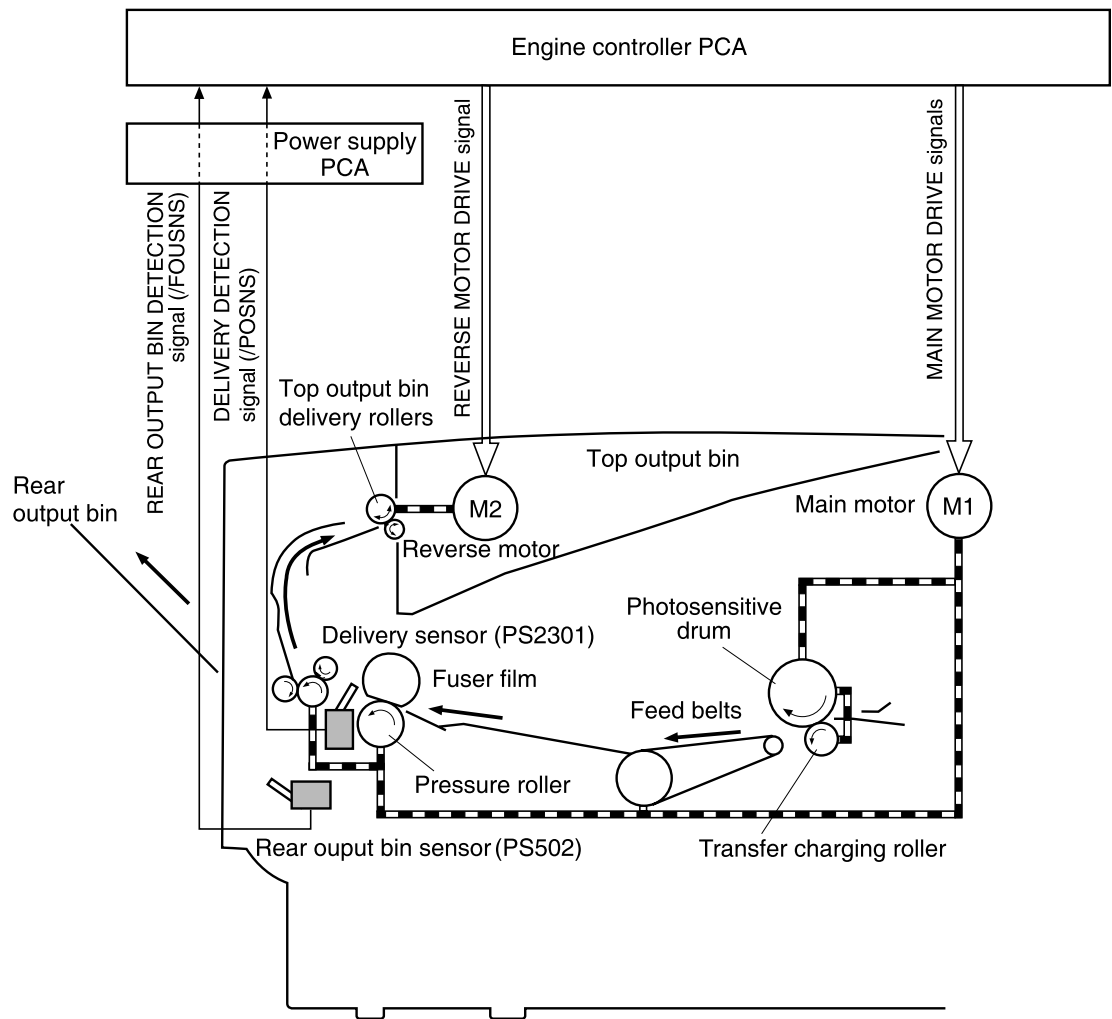 Engine controller PCA
Power supply
PCA
REAR OUTPUT BIN DETECTION
signal (/FOUSNS)
DELIVERY DETECTION
signal (/POSNS)
REVERSE MOTOR DRIVE signal
MAIN MOTOR DRIVE signals
Top output bin
delivery rollers
Top output bin
Rear
output bin
M2
Main motor
M1
Reverse motor
Photosensitive
drum
Delivery sensor (PS2301)
Fuser film
Feed belts
Pressure roller
Rear ouput bin sensor (PS502)
Transfer charging roller